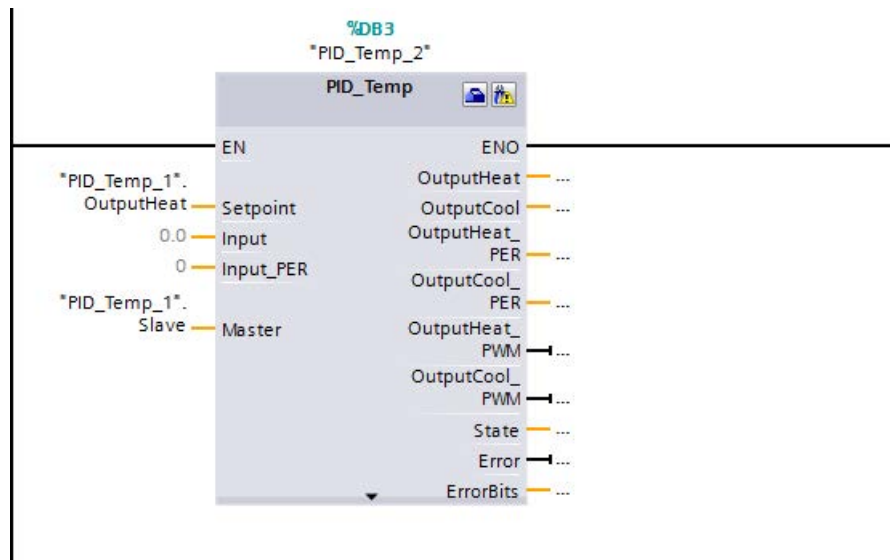 %DB3
"PID_Temp_2"
PID_Temp
EN
ENO
"PID_Temp_1".
OutputHeat
Setpoint
0.0
Input
0
Input_PER
"PID_Temp_1".
Slave
Master
OutputHeat
...
OutputCool
...
OutputHeat_
PER
...
OutputCool_
PER
...
OutputHeat_
PWM
...
OutputCool_
PWM
...
State
...
Error
...
ErrorBits
...